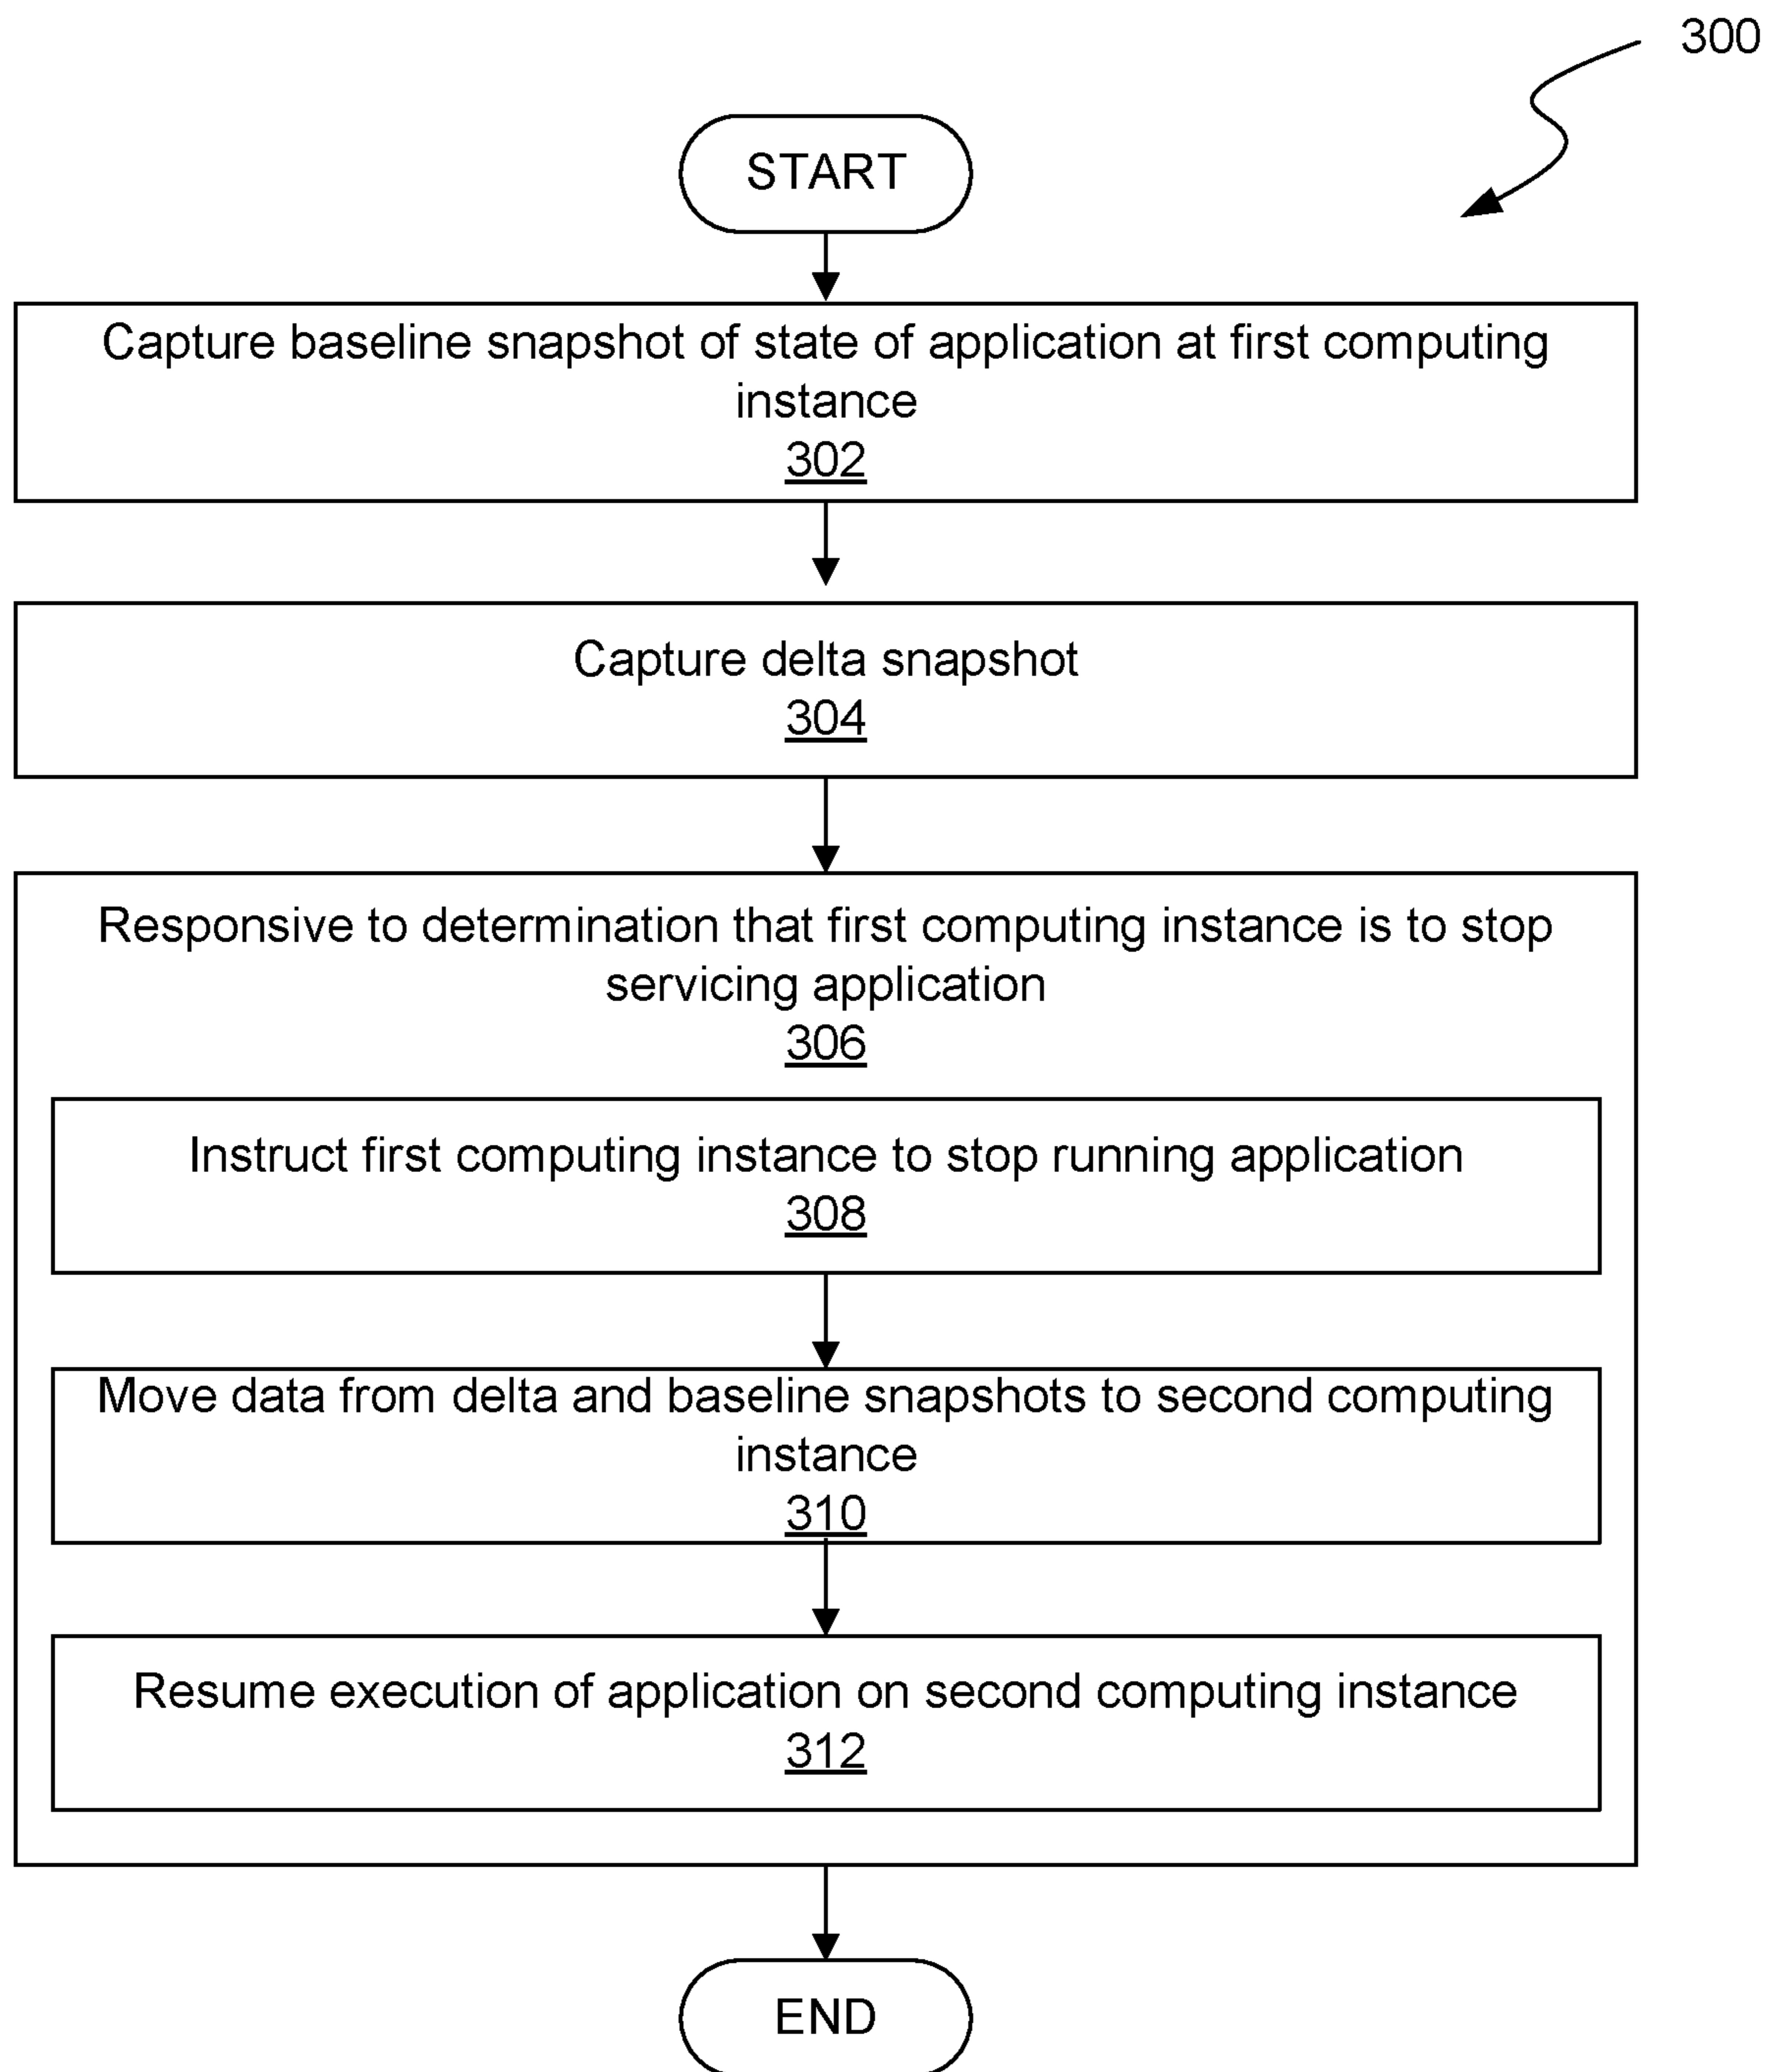 300
START
Capture baseline snapshot of state of application at first computing
instance
302
Capture delta snapshot
304
Responsive to determination that first computing instance is to stop
servicing application
306
Instruct first computing instance to stop running application
308
Move data from delta and baseline snapshots to second computing
instance
310
Resume execution of application on second computing instance
312
END